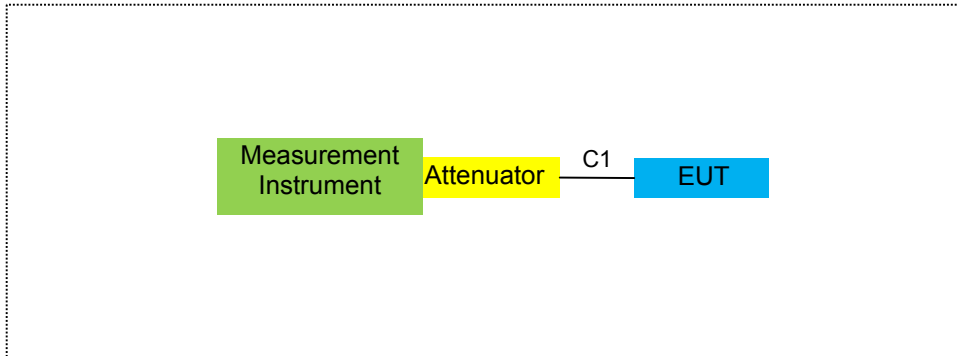 Measurement
Instrument
Attenuator
C1
EUT